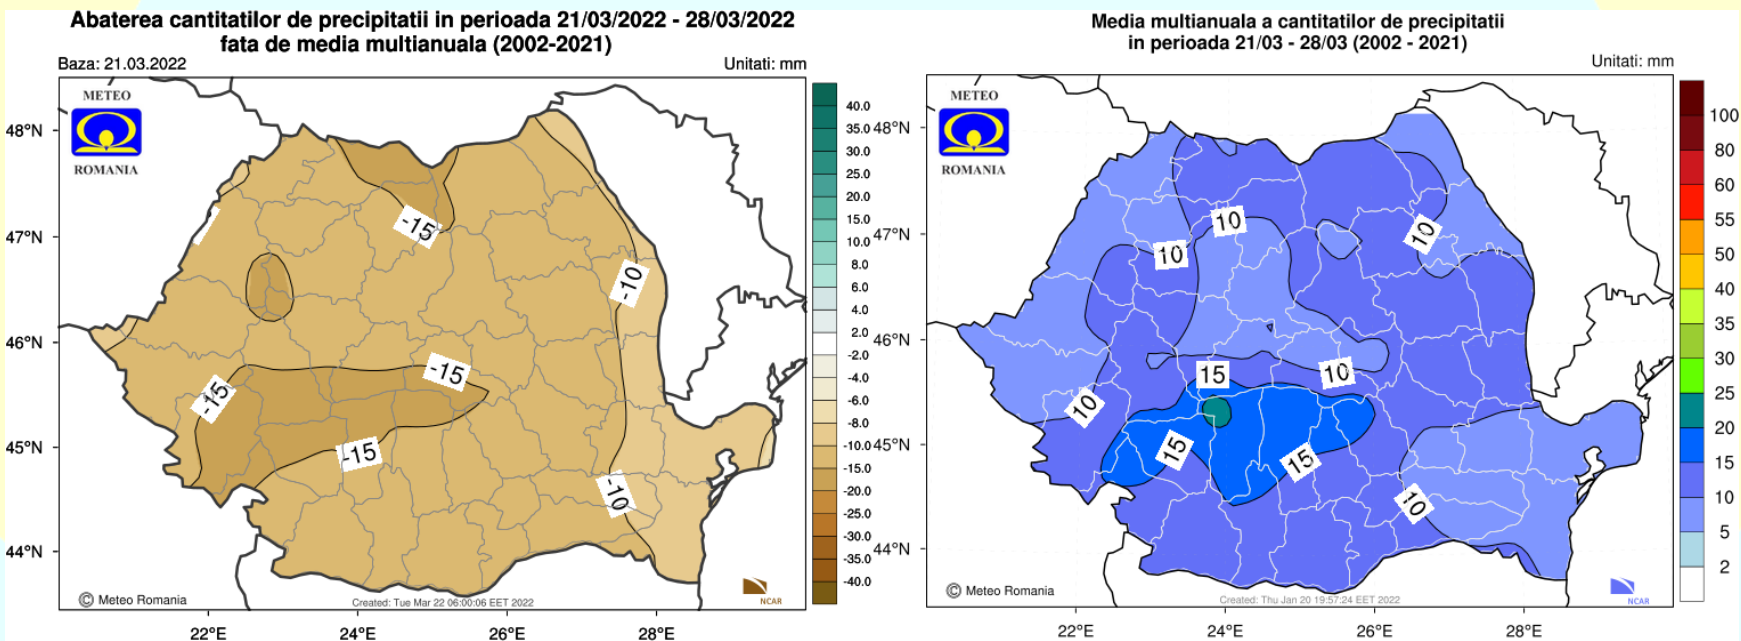 Abaterea cantitatilor de precipitatii in perioada 21/03/2022 - 28/03/2022
fata de media multianuala (2002-2021)
Baza: 21.03.2022
Unitati: mm
METEO
ROMANIA
48°N
47°N
46°N
45°N
44°N
22°E
24°E
26°E
28°E
-15
-10
-15
-15
-15
-10
40.0
35.0
30.0
25.0
20.0
15.0
10.0
8.0
6.0
4.0
2.0
-2.0
-4.0
-6.0
-8.0
-10.0
-15.0
-20.0
-25.0
-30.0
-35.0
-40.0
© Meteo Romania
Created: Tue Mar 22 06:00:06 EET 2022
NCAR
Media multianuala a cantitatilor de precipitatii
in perioada 21/03 - 28/03 (2002 - 2021)
Unitati: mm
METEO
ROMANIA
48°N
47°N
46°N
45°N
44°N
22°E
24°E
26°E
28°E
10
10
10
15
10
10
15
15
10
100
80
60
55
50
40
35
30
25
20
15
10
5
2
© Meteo Romania
Created: Thu Jan 20 19:57:24 EET 2022
NCAR